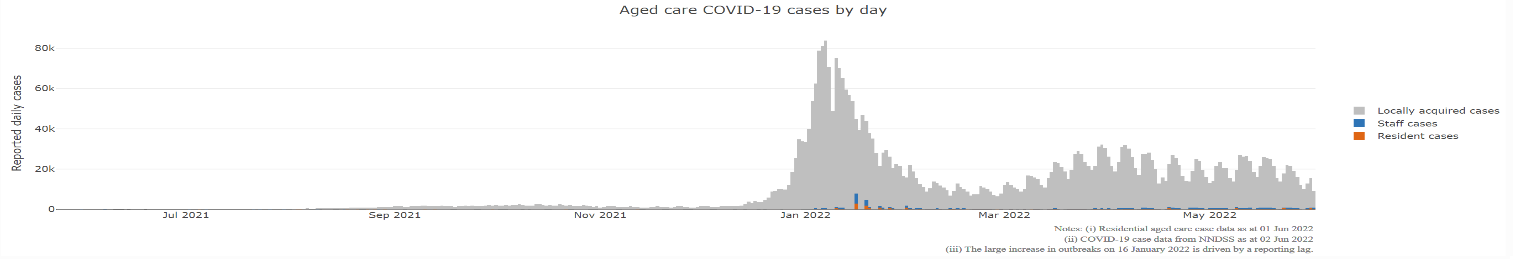 Aged care COVID-19 cases by day
Reported daily cases
80k
60k
40k
20k
0
Jul 2021
Sep 2021
Nov 2021
Jan 2022
Mar 2022
May 2022
Locally acquired cases
Staff cases
Resident cases
Notes: (i) Residential aged care case data as at 01 Jun 2022
(ii) COVID-19 case data from NNDSS as at 02 Jun 2022
(iii) The large increase in outbreaks on 16 January 2022 is driven by a reporting lag.